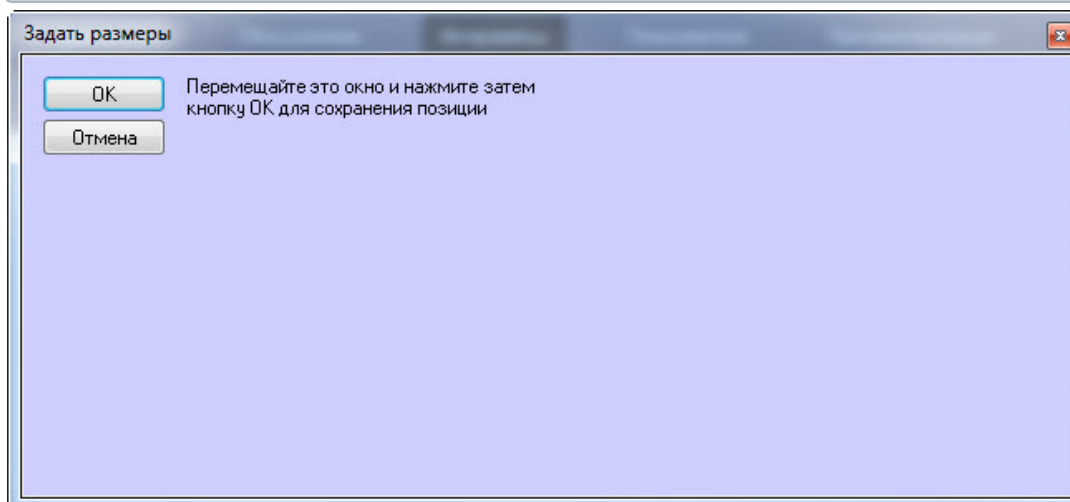 Задать размеры
OK
Перемещайте это окно и нажмите затем
кнопку OK для сохранения позиции
Отмена